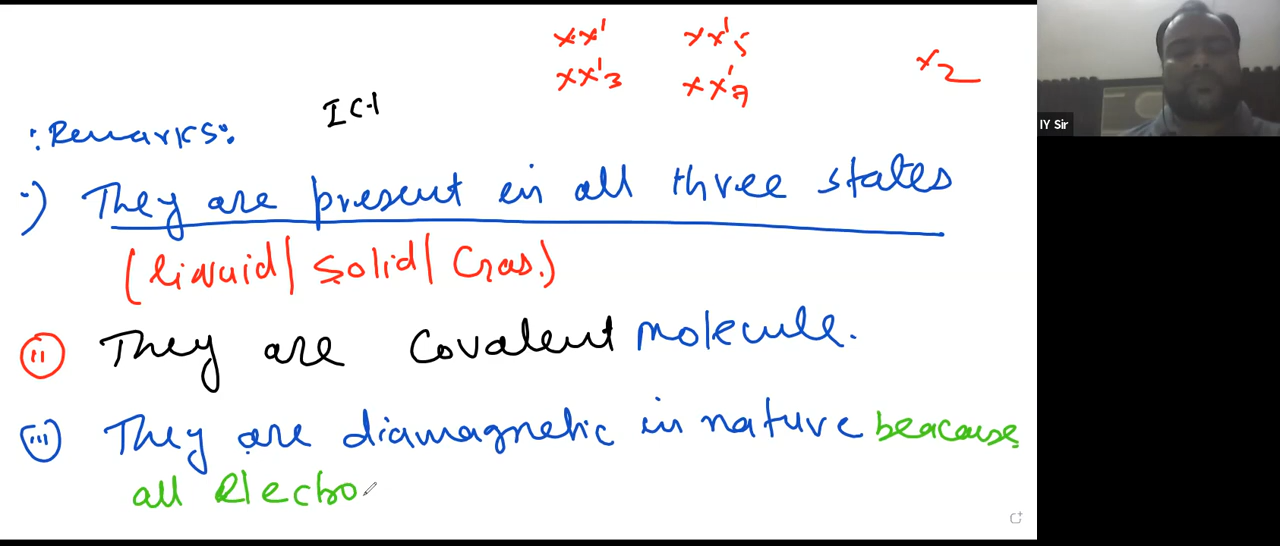 XX' XX'5
XX'3 XX'7 X2
ICl
:Remarks:
i) They are present in all three states
(liquid/ Solid/ Gas.)
(ii) They are Covalent molecule.
(iii) They are diamagnetic in nature beacause
all Electro
IY Sir